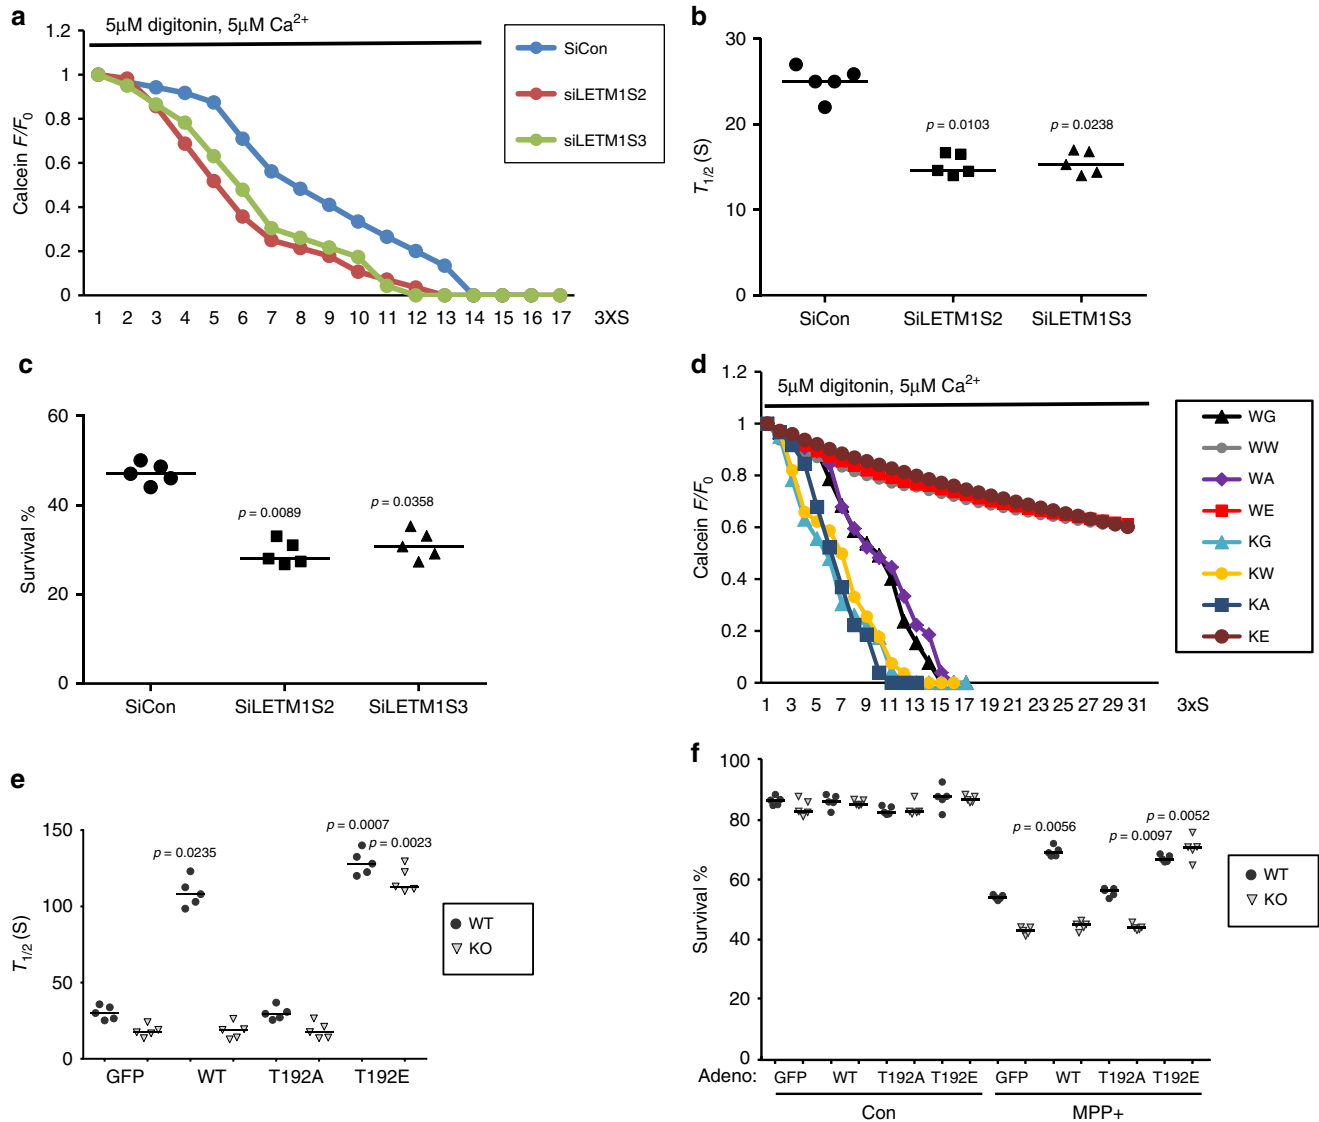 a
5μM digitonin, 5μM Ca²⁺
Calcein F/F₀
1.2
1
0.8
0.6
0.4
0.2
0
1 2 3 4 5 6 7 8 9 10 11 12 13 14 15 16 17 3XS
SiCon
siLETM1S2
siLETM1S3
b
T₁/₂ (S)
30
20
10
0
p = 0.0103
p = 0.0238
SiCon SiLETM1S2 SiLETM1S3
c
Survival %
60
40
20
0
p = 0.0089
p = 0.0358
SiCon SiLETM1S2 SiLETM1S3
d
5μM digitonin, 5μM Ca²⁺
Calcein F/F₀
1.2
1
0.8
0.6
0.4
0.2
0
1 3 5 7 9 11 13 15 17 19 21 23 25 27 29 31 3xS
WG
WW
WA
WE
KG
KW
KA
KE
e
T₁/₂ (S)
150
100
50
0
p = 0.0235
p = 0.0007
p = 0.0023
GFP WT T192A T192E
WT
KO
f
Survival %
100
80
60
40
20
0
p = 0.0056
p = 0.0097
p = 0.0052
Adeno: GFP WT T192A T192E GFP WT T192A T192E
Con MPP+
WT
KO